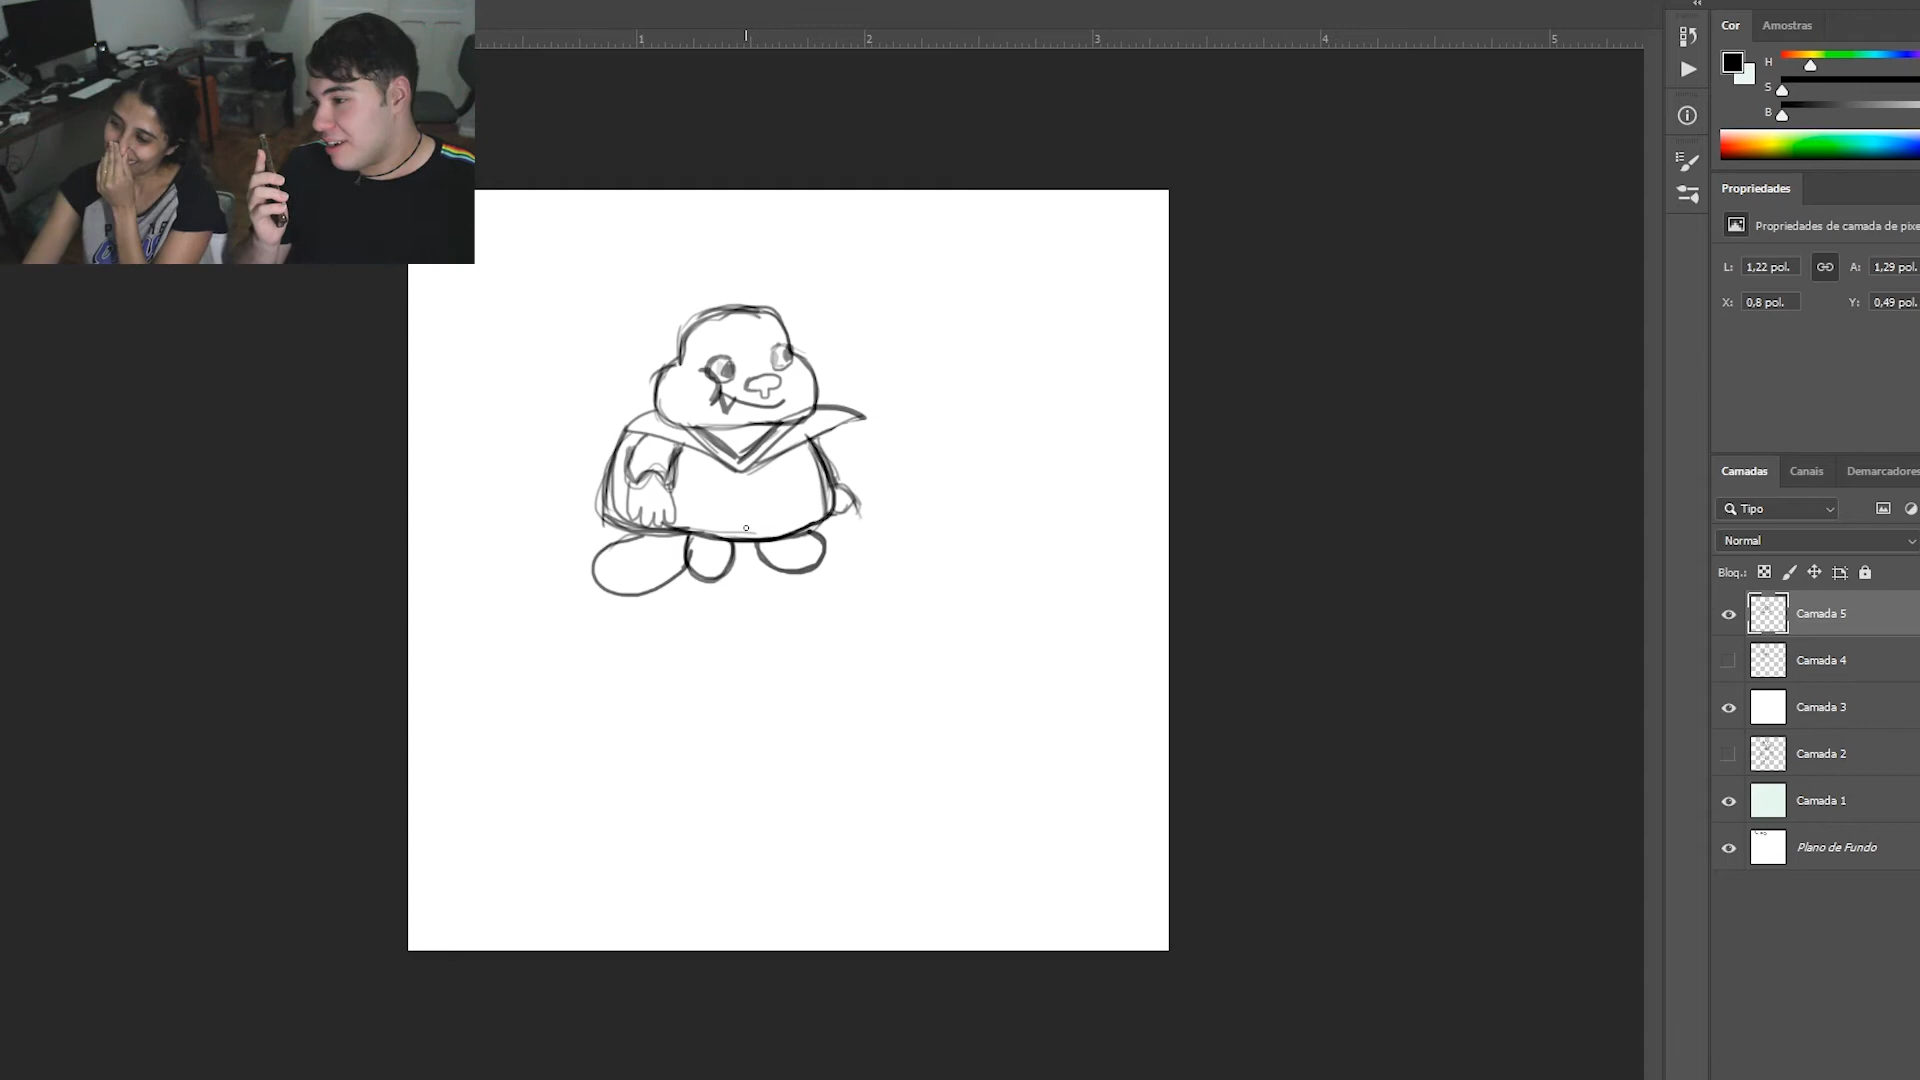 1 2 3 4 5
Cor Amostras
H
S
B
Propriedades
Propriedades de camada de pixe
L: 1,22 pol. A: 1,29 pol.
X: 0,8 pol. Y: 0,49 pol.
Camadas Canais Demarcadores
Tipo
Normal
Bloq.:
Camada 5
Camada 4
Camada 3
Camada 2
Camada 1
Plano de Fundo